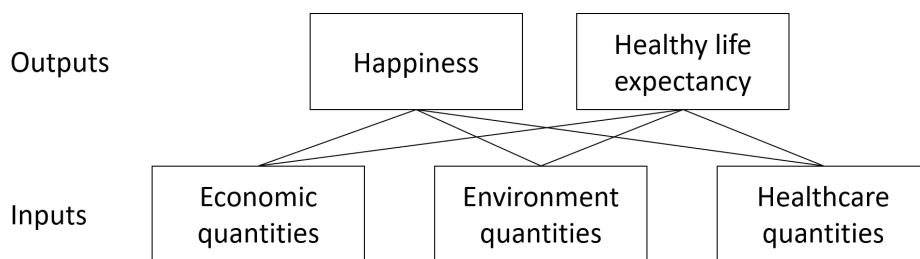 Outputs
Happiness
Healthy life
expectancy
Inputs
Economic
quantities
Environment
quantities
Healthcare
quantities